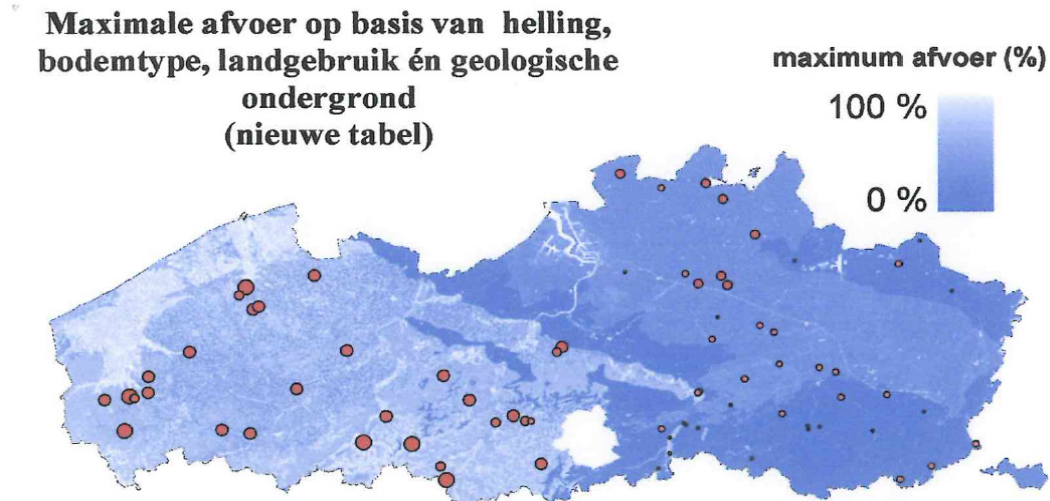 Maximale afvoer op basis van helling,
bodemtype, landgebruik én geologische
ondergrond
(nieuwe tabel)
maximum afvoer (%)
100 %
0 %